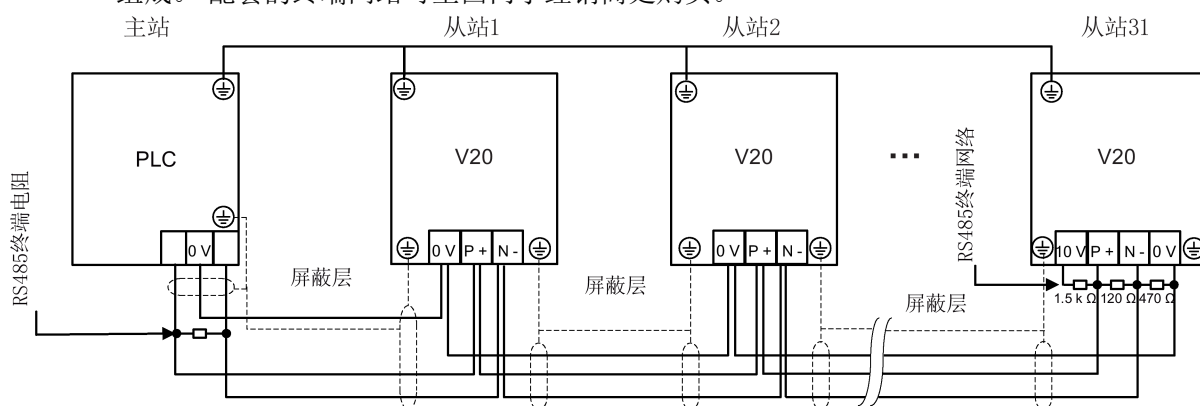 主站
从站1
从站2
从站31
PLC
V20
V20
...
V20
RS485终端电阻
RS485终端网络
0 V
0 V P+ N-
0 V P+ N-
10 V P+ N- 0 V
屏蔽层
屏蔽层
屏蔽层
1.5 k Ω 120 Ω 470 Ω